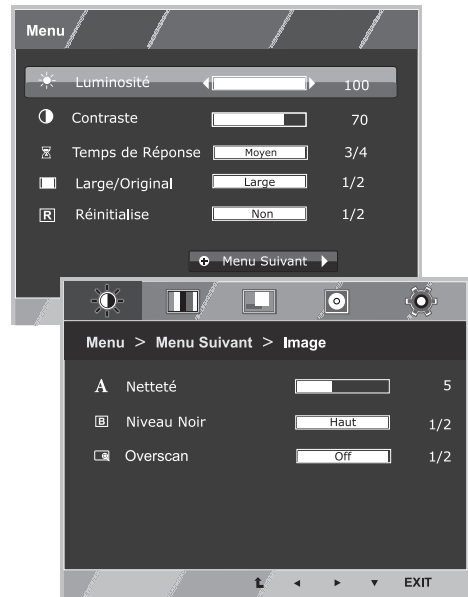 Menu
Luminosité 100
Contraste 70
Temps de Réponse Moyen 3/4
Large/Original Large 1/2
R Réinitialise Non 1/2
Menu Suivant
Menu > Menu Suivant > Image
A Netteté 5
B Niveau Noir Haut 1/2
Overscan Off 1/2
EXIT